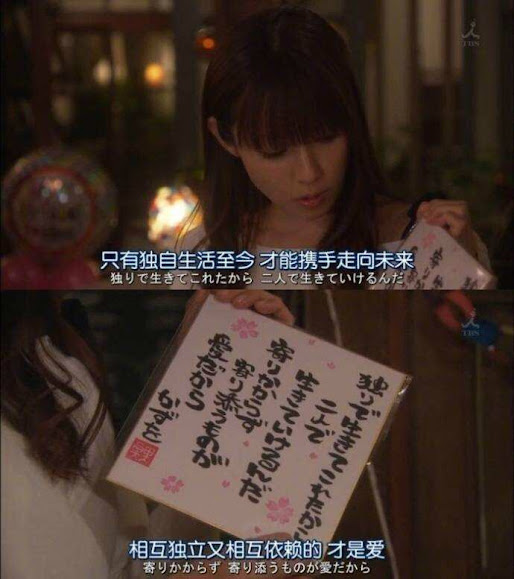 TBS
只有独自生活至今 才能携手走向未来
独りで生きてこれたから 二人で生きていけるんだ
TBS
独りで生きてこれたから
二人で
生きていけるんだ
寄りかからず
寄り添うものが
愛だから
かずを
相互独立又相互依赖的 才是爱
寄りかからず 寄り添うものが愛だから